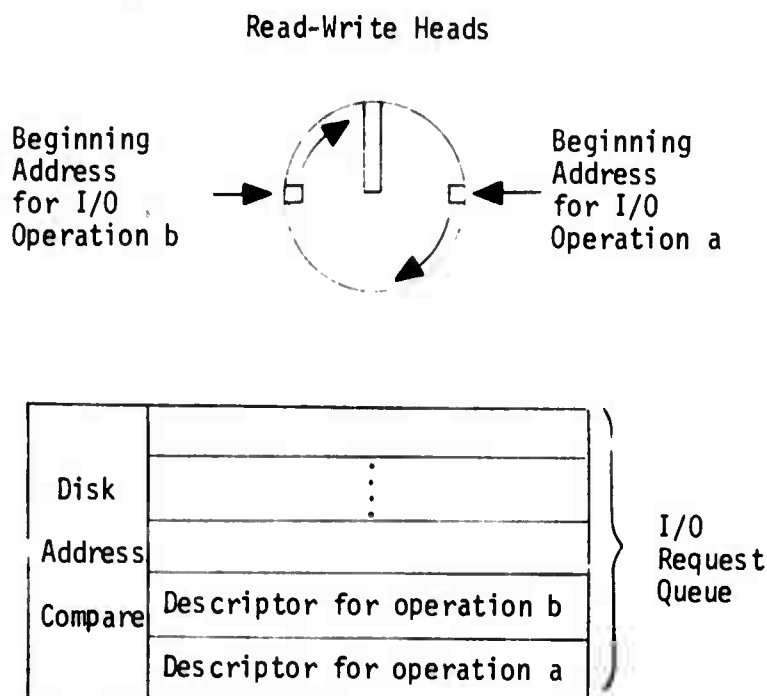 Read-Write Heads
Beginning
Address
for I/O
Operation b
Beginning
Address
for I/O
Operation a
Disk
Address
Compare
Descriptor for operation b
Descriptor for operation a
I/O
Request
Queue